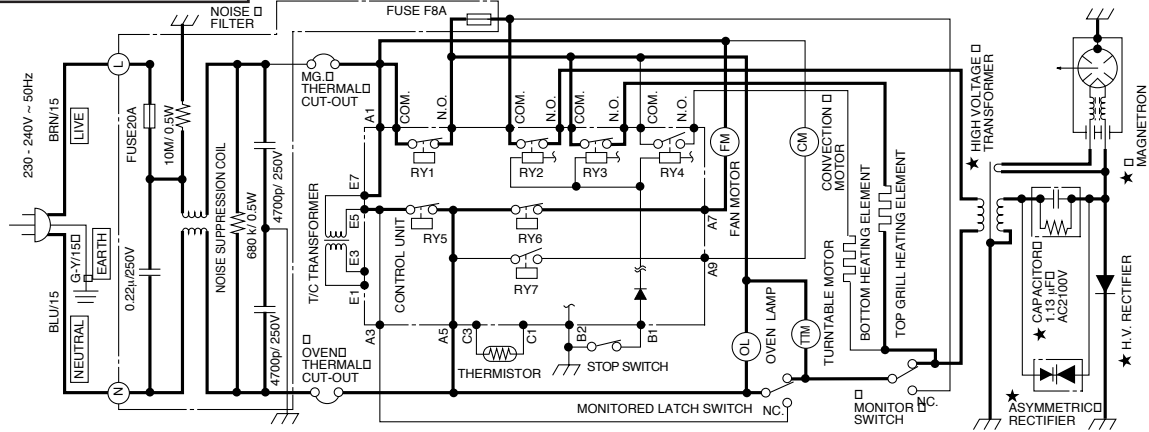 NOISE
FILTER
FUSE F8A
230 - 240V ~ 50Hz
BRN/15
LIVE
G-Y/15Ω
EARTH
BLU/15
NEUTRAL
L
N
FUSE20A
10M/ 0.5W
0.22µ/250V
NOISE SUPPRESSION COIL
680 k/ 0.5W
4700p/ 250V
4700p/ 250V
MG.
THERMAL
CUT-OUT
OVEN
THERMAL
CUT-OUT
T/C TRANSFORMER
CONTROL UNIT
A1
E7
E5
E3
E1
A3
A5
C3
C1
B2
B1
A7
A9
COM.
N.O.
RY1
COM.
N.O.
RY2
COM.
N.O.
RY3
COM.
N.O.
RY4
RY5
RY6
RY7
THERMISTOR
STOP SWITCH
FM
FAN MOTOR
CM
CONVECTION
MOTOR
OL
OVEN LAMP
TTM
TURNTABLE MOTOR
BOTTOM HEATING ELEMENT
TOP GRILL HEATING ELEMENT
MONITORED LATCH SWITCH
NC.
MONITOR
SWITCH
NC.
★ HIGH VOLTAGE
TRANSFORMER
★ CAPACITOR
1.13 µF
AC2100V
★ ASYMMETRIC
RECTIFIER
★ H.V. RECTIFIER
★ MAGNETRON